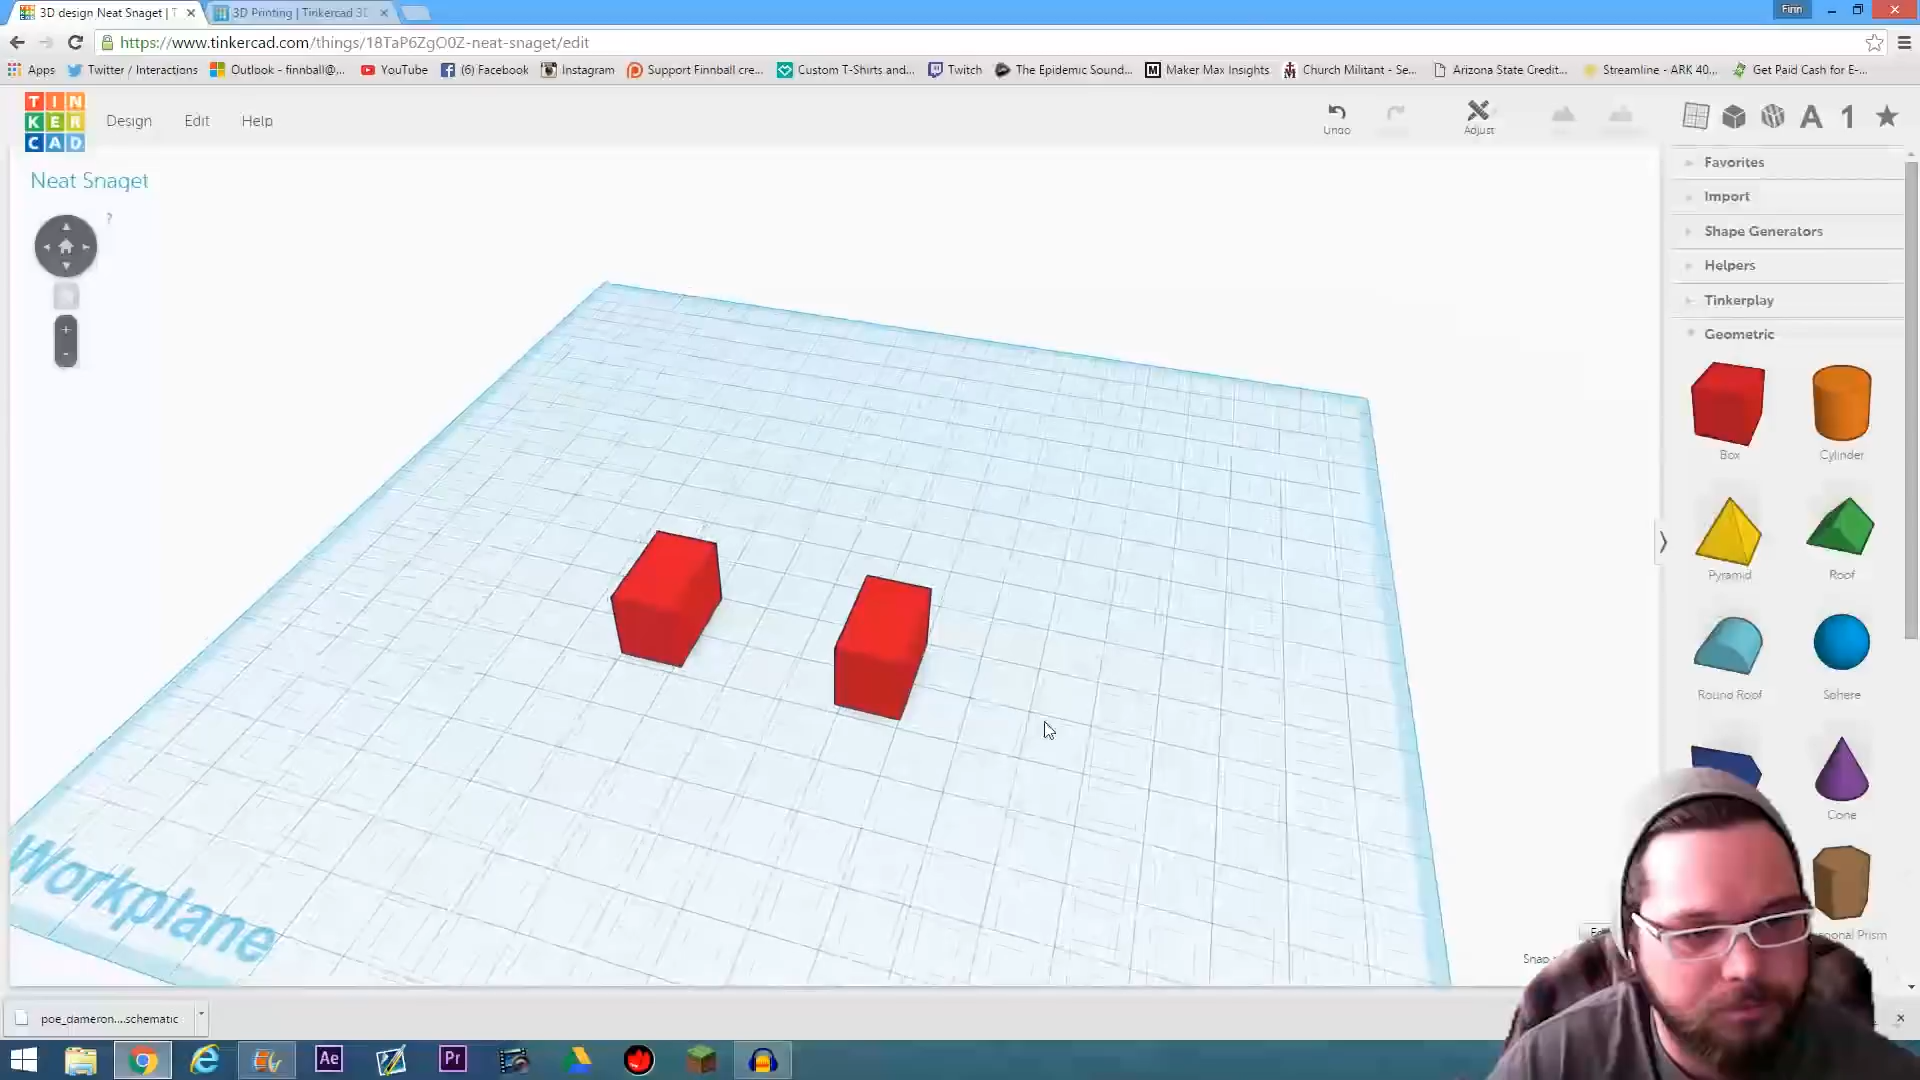 3D design Neat Snaget | T
3D Printing | Tinkercad 3D
Finn
https://www.tinkercad.com/things/18TaP6ZgO0Z-neat-snaget/edit
Apps
Twitter / Interactions
Outlook - finnball@...
YouTube
(6) Facebook
Instagram
Support Finnball cre...
Custom T-Shirts and...
Twitch
The Epidemic Sound...
Maker Max Insights
Church Militant - Se...
Arizona State Credit...
Streamline - ARK 40...
Get Paid Cash for E-...
TINKERCAD
Design
Edit
Help
Undo
Adjust
A
1
Neat Snaget
?
Favorites
Import
Shape Generators
Helpers
Tinkerplay
Geometric
Box
Cylinder
Pyramid
Roof
Round Roof
Sphere
Cone
Prism
Snap
Workplane
poe_dameron....schematic
Ae
Pr